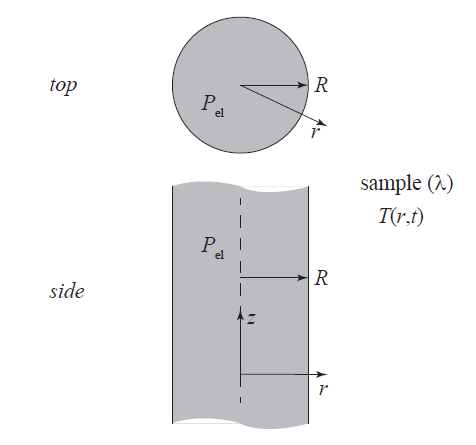 top
R
P_el
r
sample (λ)
T(r,t)
P_el
R
side
z
r